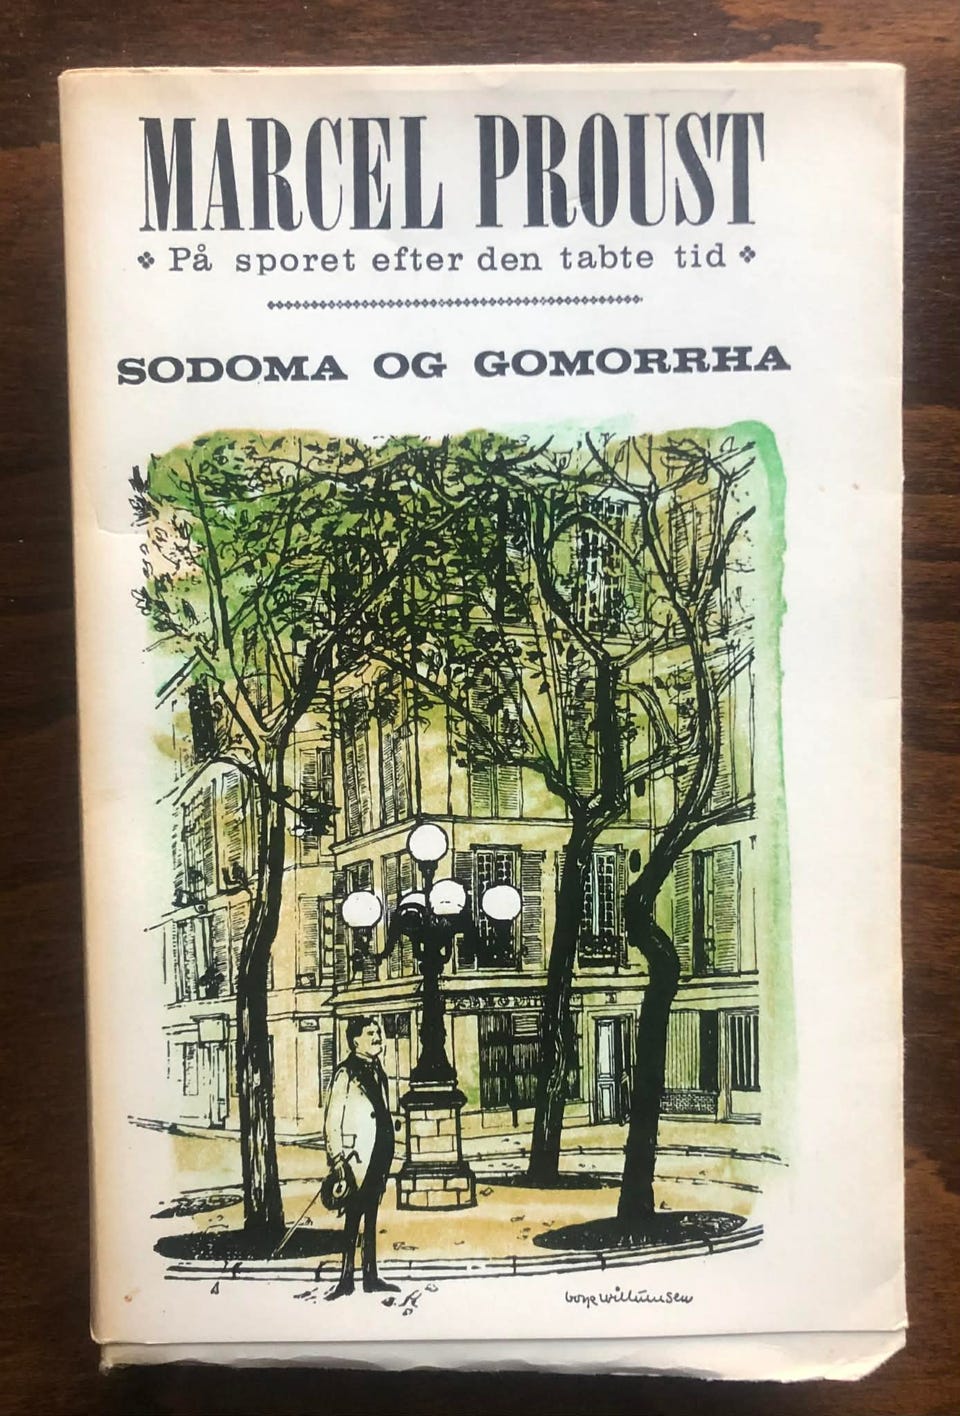 MARCEL PROUST
På sporet efter den tabte tid
SODOMA OG GOMORRHA